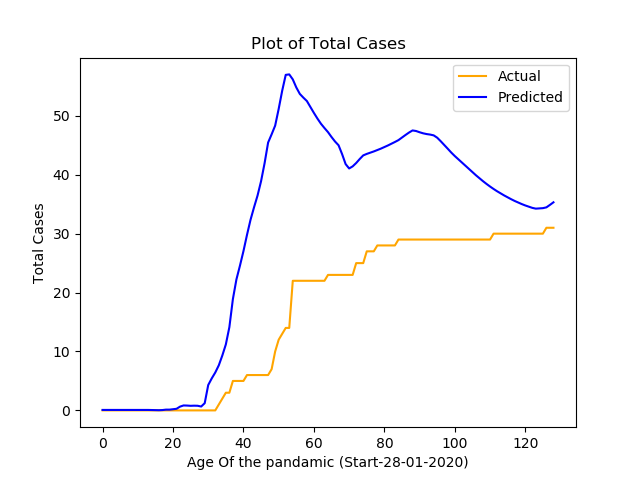 Plot of Total Cases
Actual
Predicted
Total Cases
50
40
30
20
10
0
0 20 40 60 80 100 120
Age Of the pandamic (Start-28-01-2020)